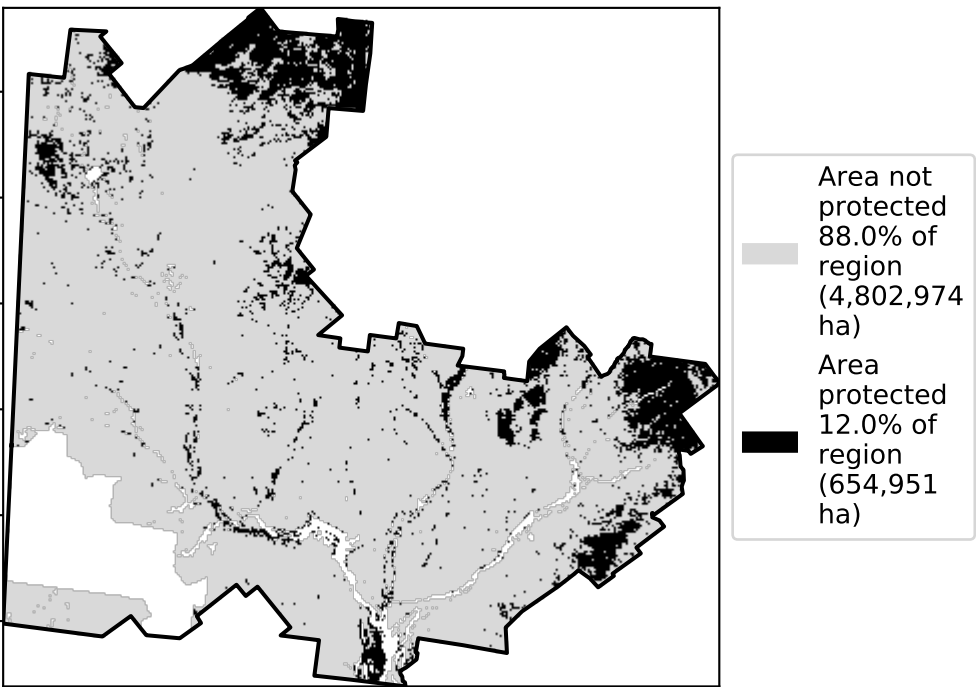 Area not
protected
88.0% of
region
(4,802,974
ha)
Area
protected
12.0% of
region
(654,951
ha)